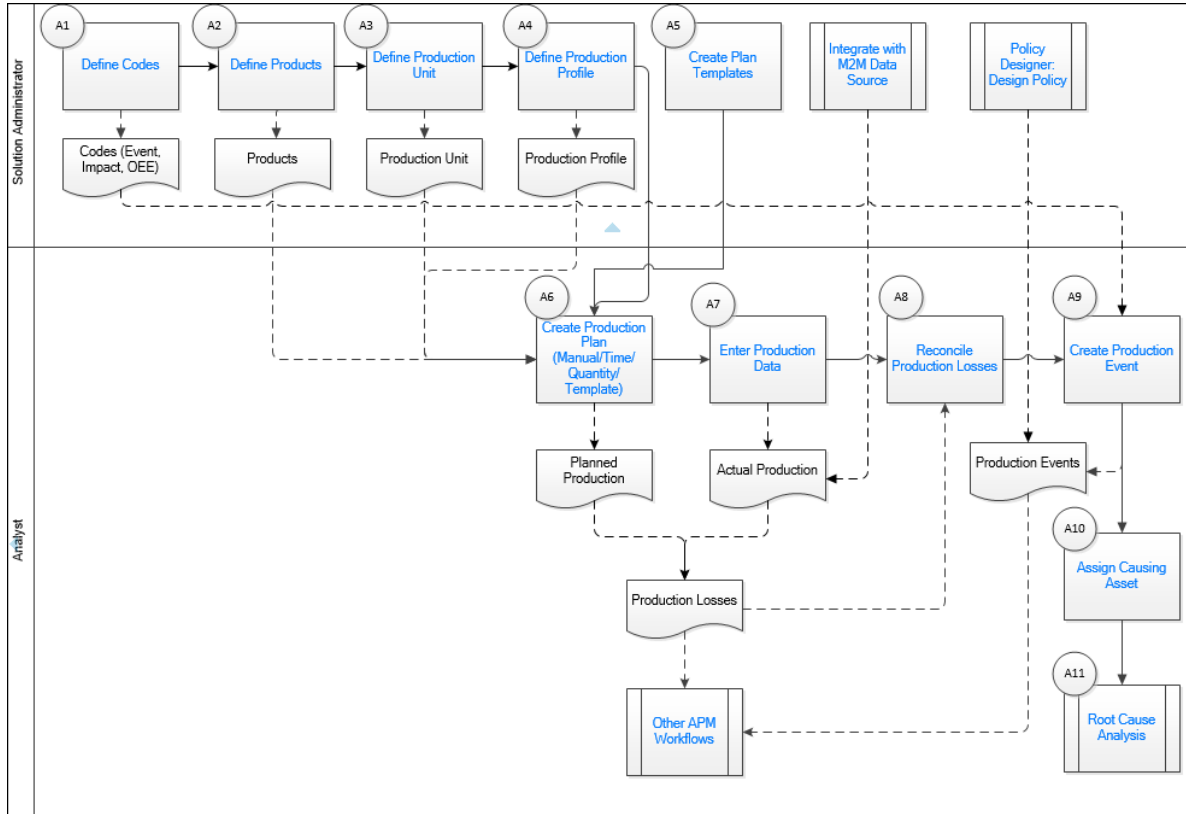 Solution Administrator
A1
Define Codes
A2
Define Products
A3
Define Production
Unit
A4
Define Production
Profile
A5
Create Plan
Templates
Integrate with
M2M Data
Source
Policy
Designer:
Design Policy
Codes (Event,
Impact, OEE)
Products
Production Unit
Production Profile
Analyst
A6
Create Production
Plan
(Manual/Time/
Quantity/
Template)
A7
Enter Production
Data
A8
Reconcile
Production Losses
A9
Create Production
Event
Planned
Production
Actual Production
Production Events
A10
Assign Causing
Asset
Production Losses
A11
Root Cause
Analysis
Other APM
Workflows